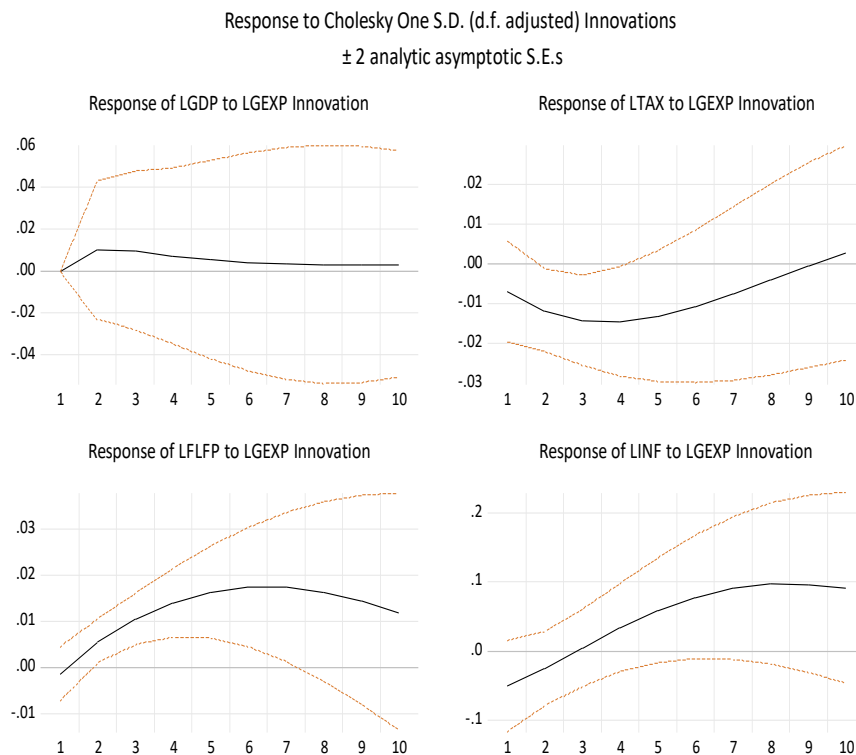 Response to Cholesky One S.D. (d.f. adjusted) Innovations
± 2 analytic asymptotic S.E.s
Response of LGDP to LGEXP Innovation
.06
.04
.02
.00
-.02
-.04
1 2 3 4 5 6 7 8 9 10
Response of LTAX to LGEXP Innovation
.02
.01
.00
-.01
-.02
-.03
1 2 3 4 5 6 7 8 9 10
Response of LFLFP to LGEXP Innovation
.03
.02
.01
.00
-.01
1 2 3 4 5 6 7 8 9 10
Response of LINF to LGEXP Innovation
.2
.1
.0
-.1
1 2 3 4 5 6 7 8 9 10